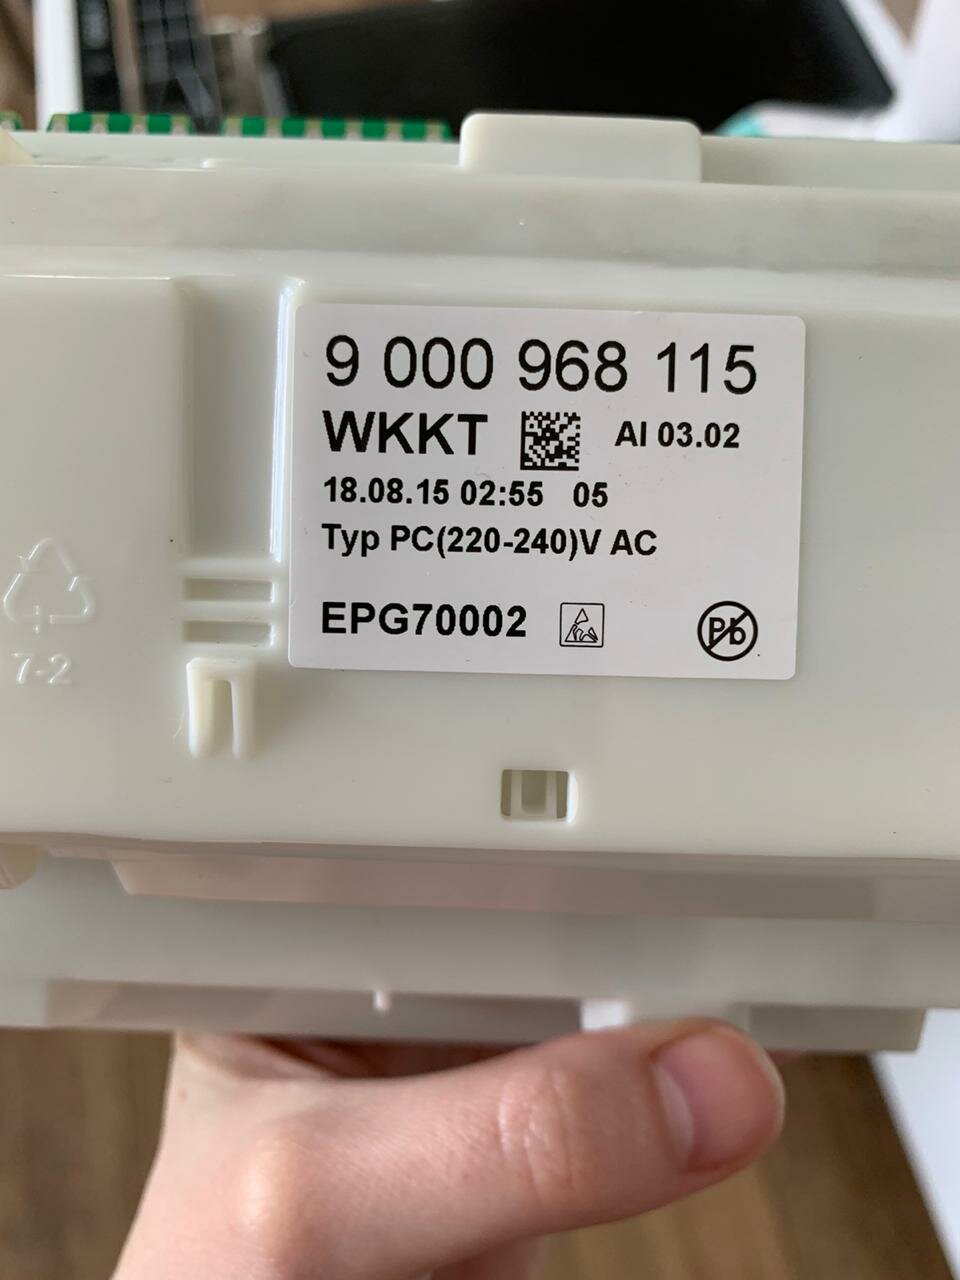 9 000 968 115
WKKT AI 03.02
18.08.15 02:55 05
Typ PC(220-240)V AC
EPG70002 Pb
7-2